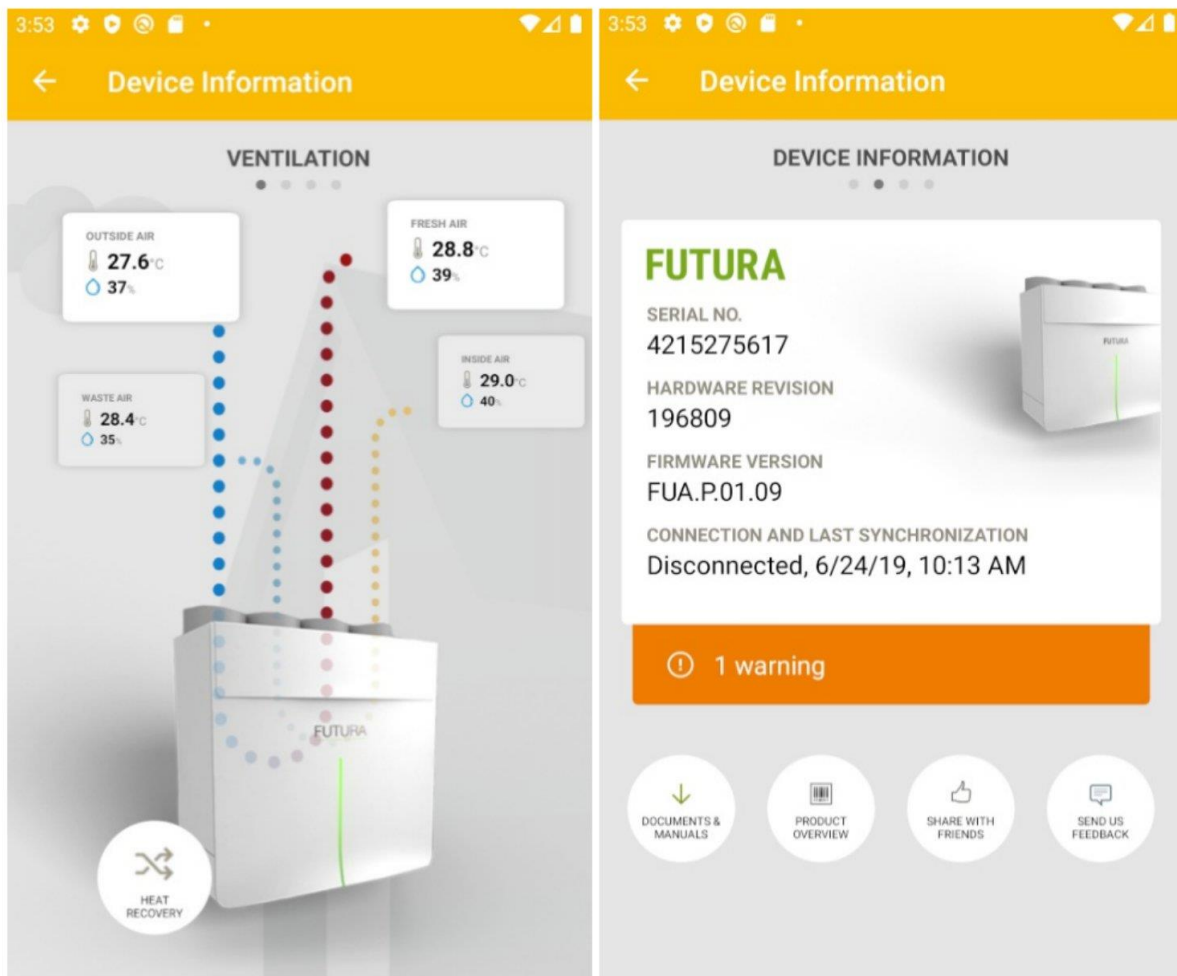 3:53
Device Information
VENTILATION
OUTSIDE AIR
27.6°C
37%
FRESH AIR
28.8°C
39%
INSIDE AIR
29.0°C
40%
WASTE AIR
28.4°C
35%
FUTURA
HEAT
RECOVERY
3:53
Device Information
DEVICE INFORMATION
FUTURA
SERIAL NO.
4215275617
HARDWARE REVISION
196809
FUTURA
FIRMWARE VERSION
FUA.P.01.09
CONNECTION AND LAST SYNCHRONIZATION
Disconnected, 6/24/19, 10:13 AM
1 warning
DOCUMENTS &
MANUALS
PRODUCT
OVERVIEW
SHARE WITH
FRIENDS
SEND US
FEEDBACK